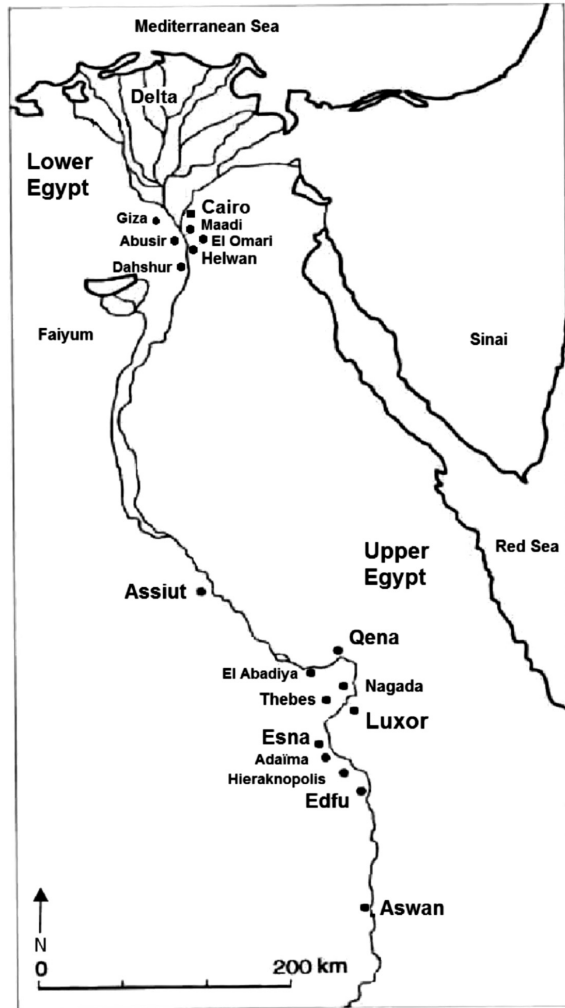 Mediterranean Sea
Delta
Lower
Egypt
Cairo
Giza
Maadi
Abusir
El Omari
Helwan
Dahshur
Faiyum
Sinai
Red Sea
Upper
Egypt
Assiut
Qena
El Abadiya
Nagada
Thebes
Luxor
Esna
Adaïma
Hieraknopolis
Edfu
Aswan
N
0
200 km